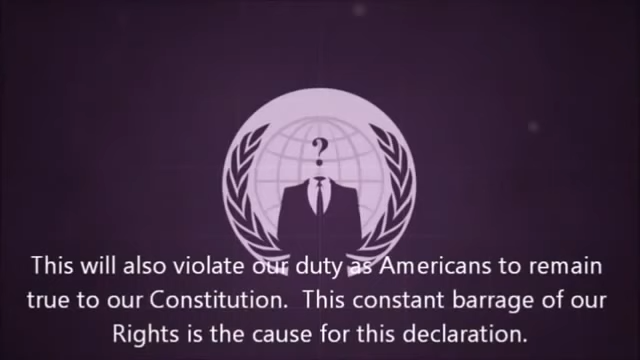 ?
This will also violate our duty as Americans to remain
true to our Constitution.  This constant barrage of our
Rights is the cause for this declaration.